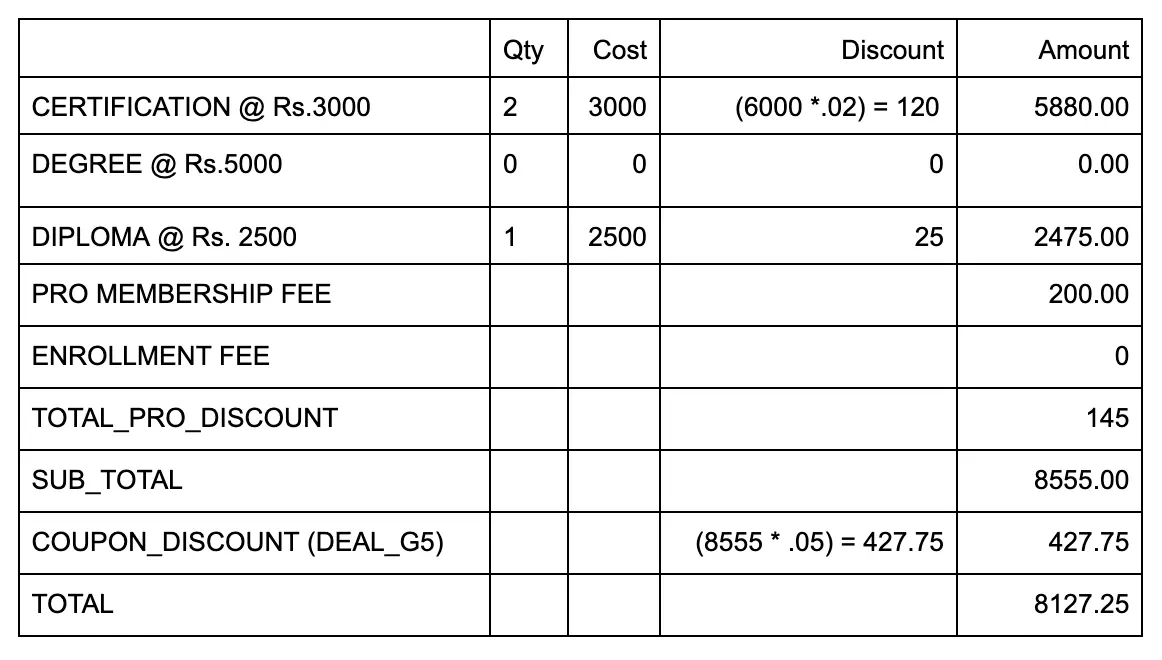 Qty Cost Discount Amount
CERTIFICATION @ Rs.3000 2 3000 (6000 *.02) = 120 5880.00
DEGREE @ Rs.5000 0 0 0 0.00
DIPLOMA @ Rs. 2500 1 2500 25 2475.00
PRO MEMBERSHIP FEE 200.00
ENROLLMENT FEE 0
TOTAL_PRO_DISCOUNT 145
SUB_TOTAL 8555.00
COUPON_DISCOUNT (DEAL_G5) (8555 * .05) = 427.75 427.75
TOTAL 8127.25